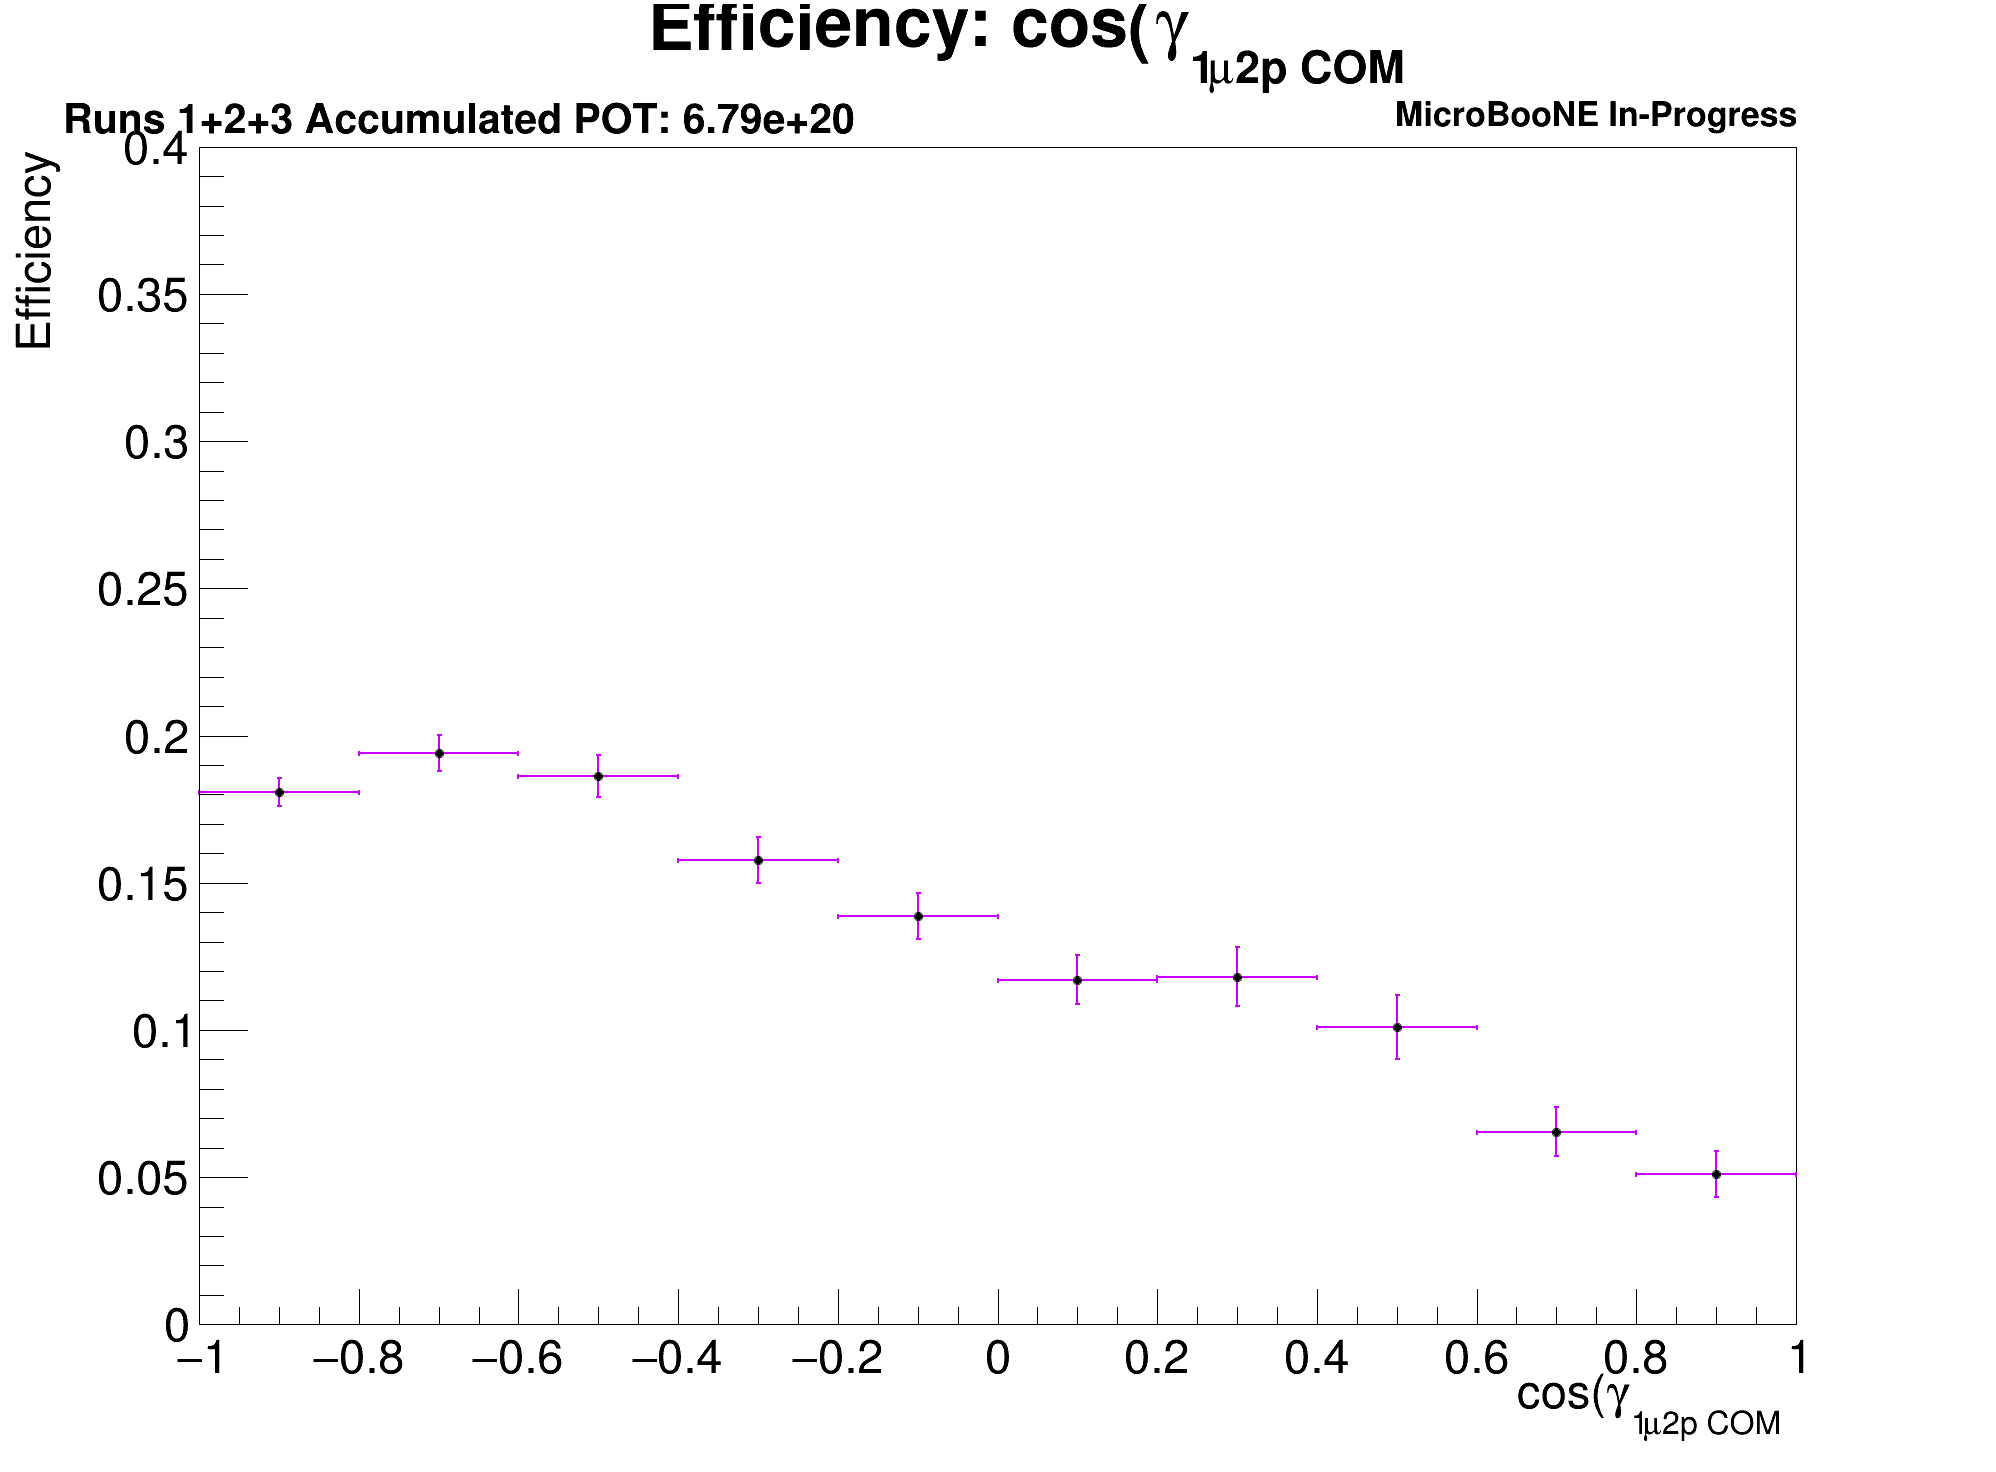 Efficiency: cos(γ1μ2p COM
Runs 1+2+3 Accumulated POT: 6.79e+20
MicroBooNE In-Progress
Efficiency
0.4
0.35
0.3
0.25
0.2
0.15
0.1
0.05
0
−1 −0.8 −0.6 −0.4 −0.2 0 0.2 0.4 0.6 0.8 1
cos(γ1μ2p COM